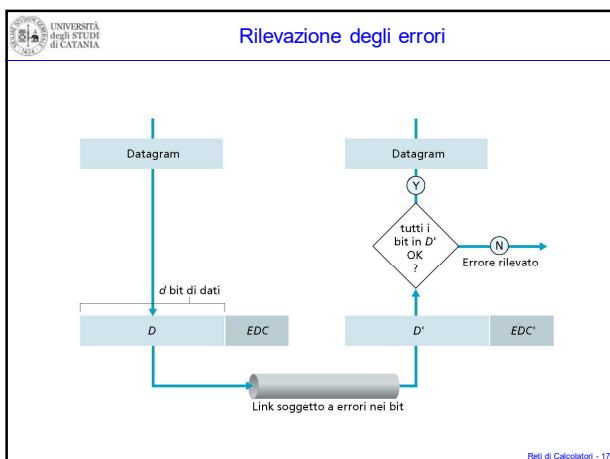 UNIVERSITÀ
degli STUDI
di CATANIA
Rilevazione degli errori
Datagram
Datagram
Y
tutti i
bit in D'
OK
?
N
Errore rilevato
d bit di dati
D
EDC
D'
EDC'
Link soggetto a errori nei bit
Reti di Calcolatori - 17